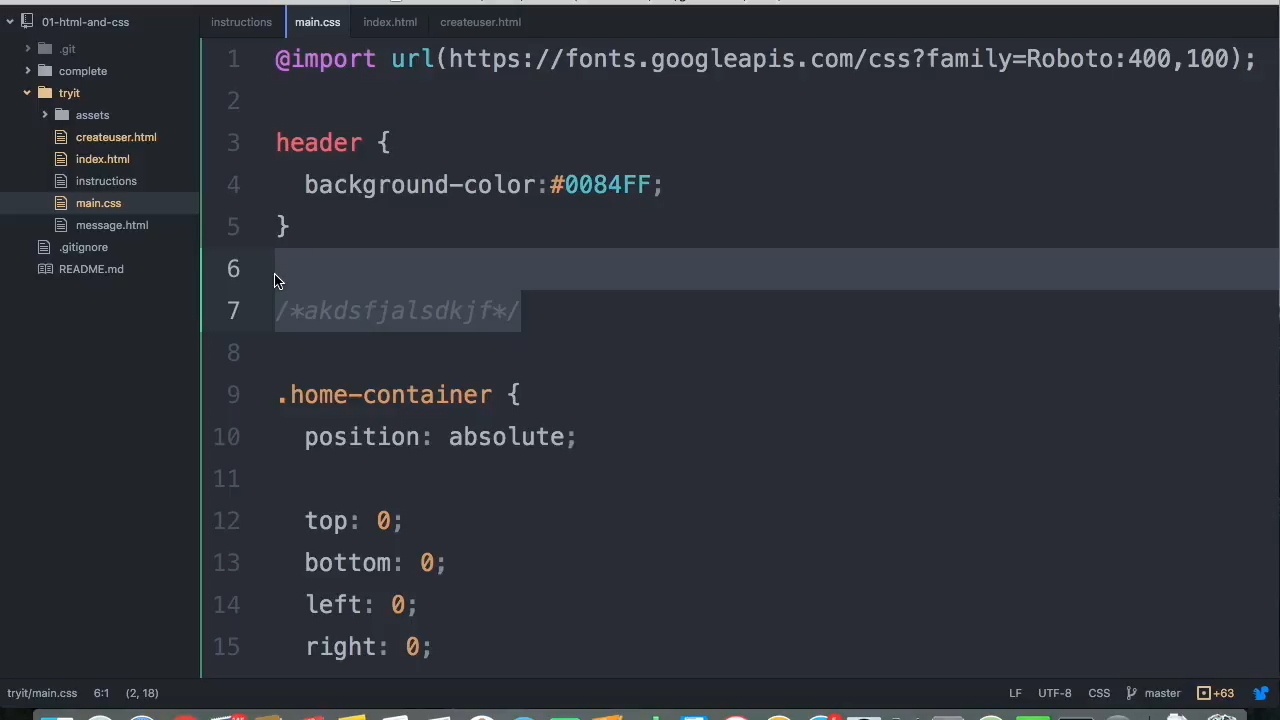 01-html-and-css
.git
complete
tryit
assets
createuser.html
index.html
instructions
main.css
message.html
.gitignore
README.md
instructions main.css index.html createuser.html
1 @import url(https://fonts.googleapis.com/css?family=Roboto:400,100);
2
3 header {
4 background-color:#0084FF;
5 }
6
7 /*akdsfjalsdkjf*/
8
9 .home-container {
10 position: absolute;
11
12 top: 0;
13 bottom: 0;
14 left: 0;
15 right: 0;
tryit/main.css 6:1 (2, 18) LF UTF-8 CSS master +63